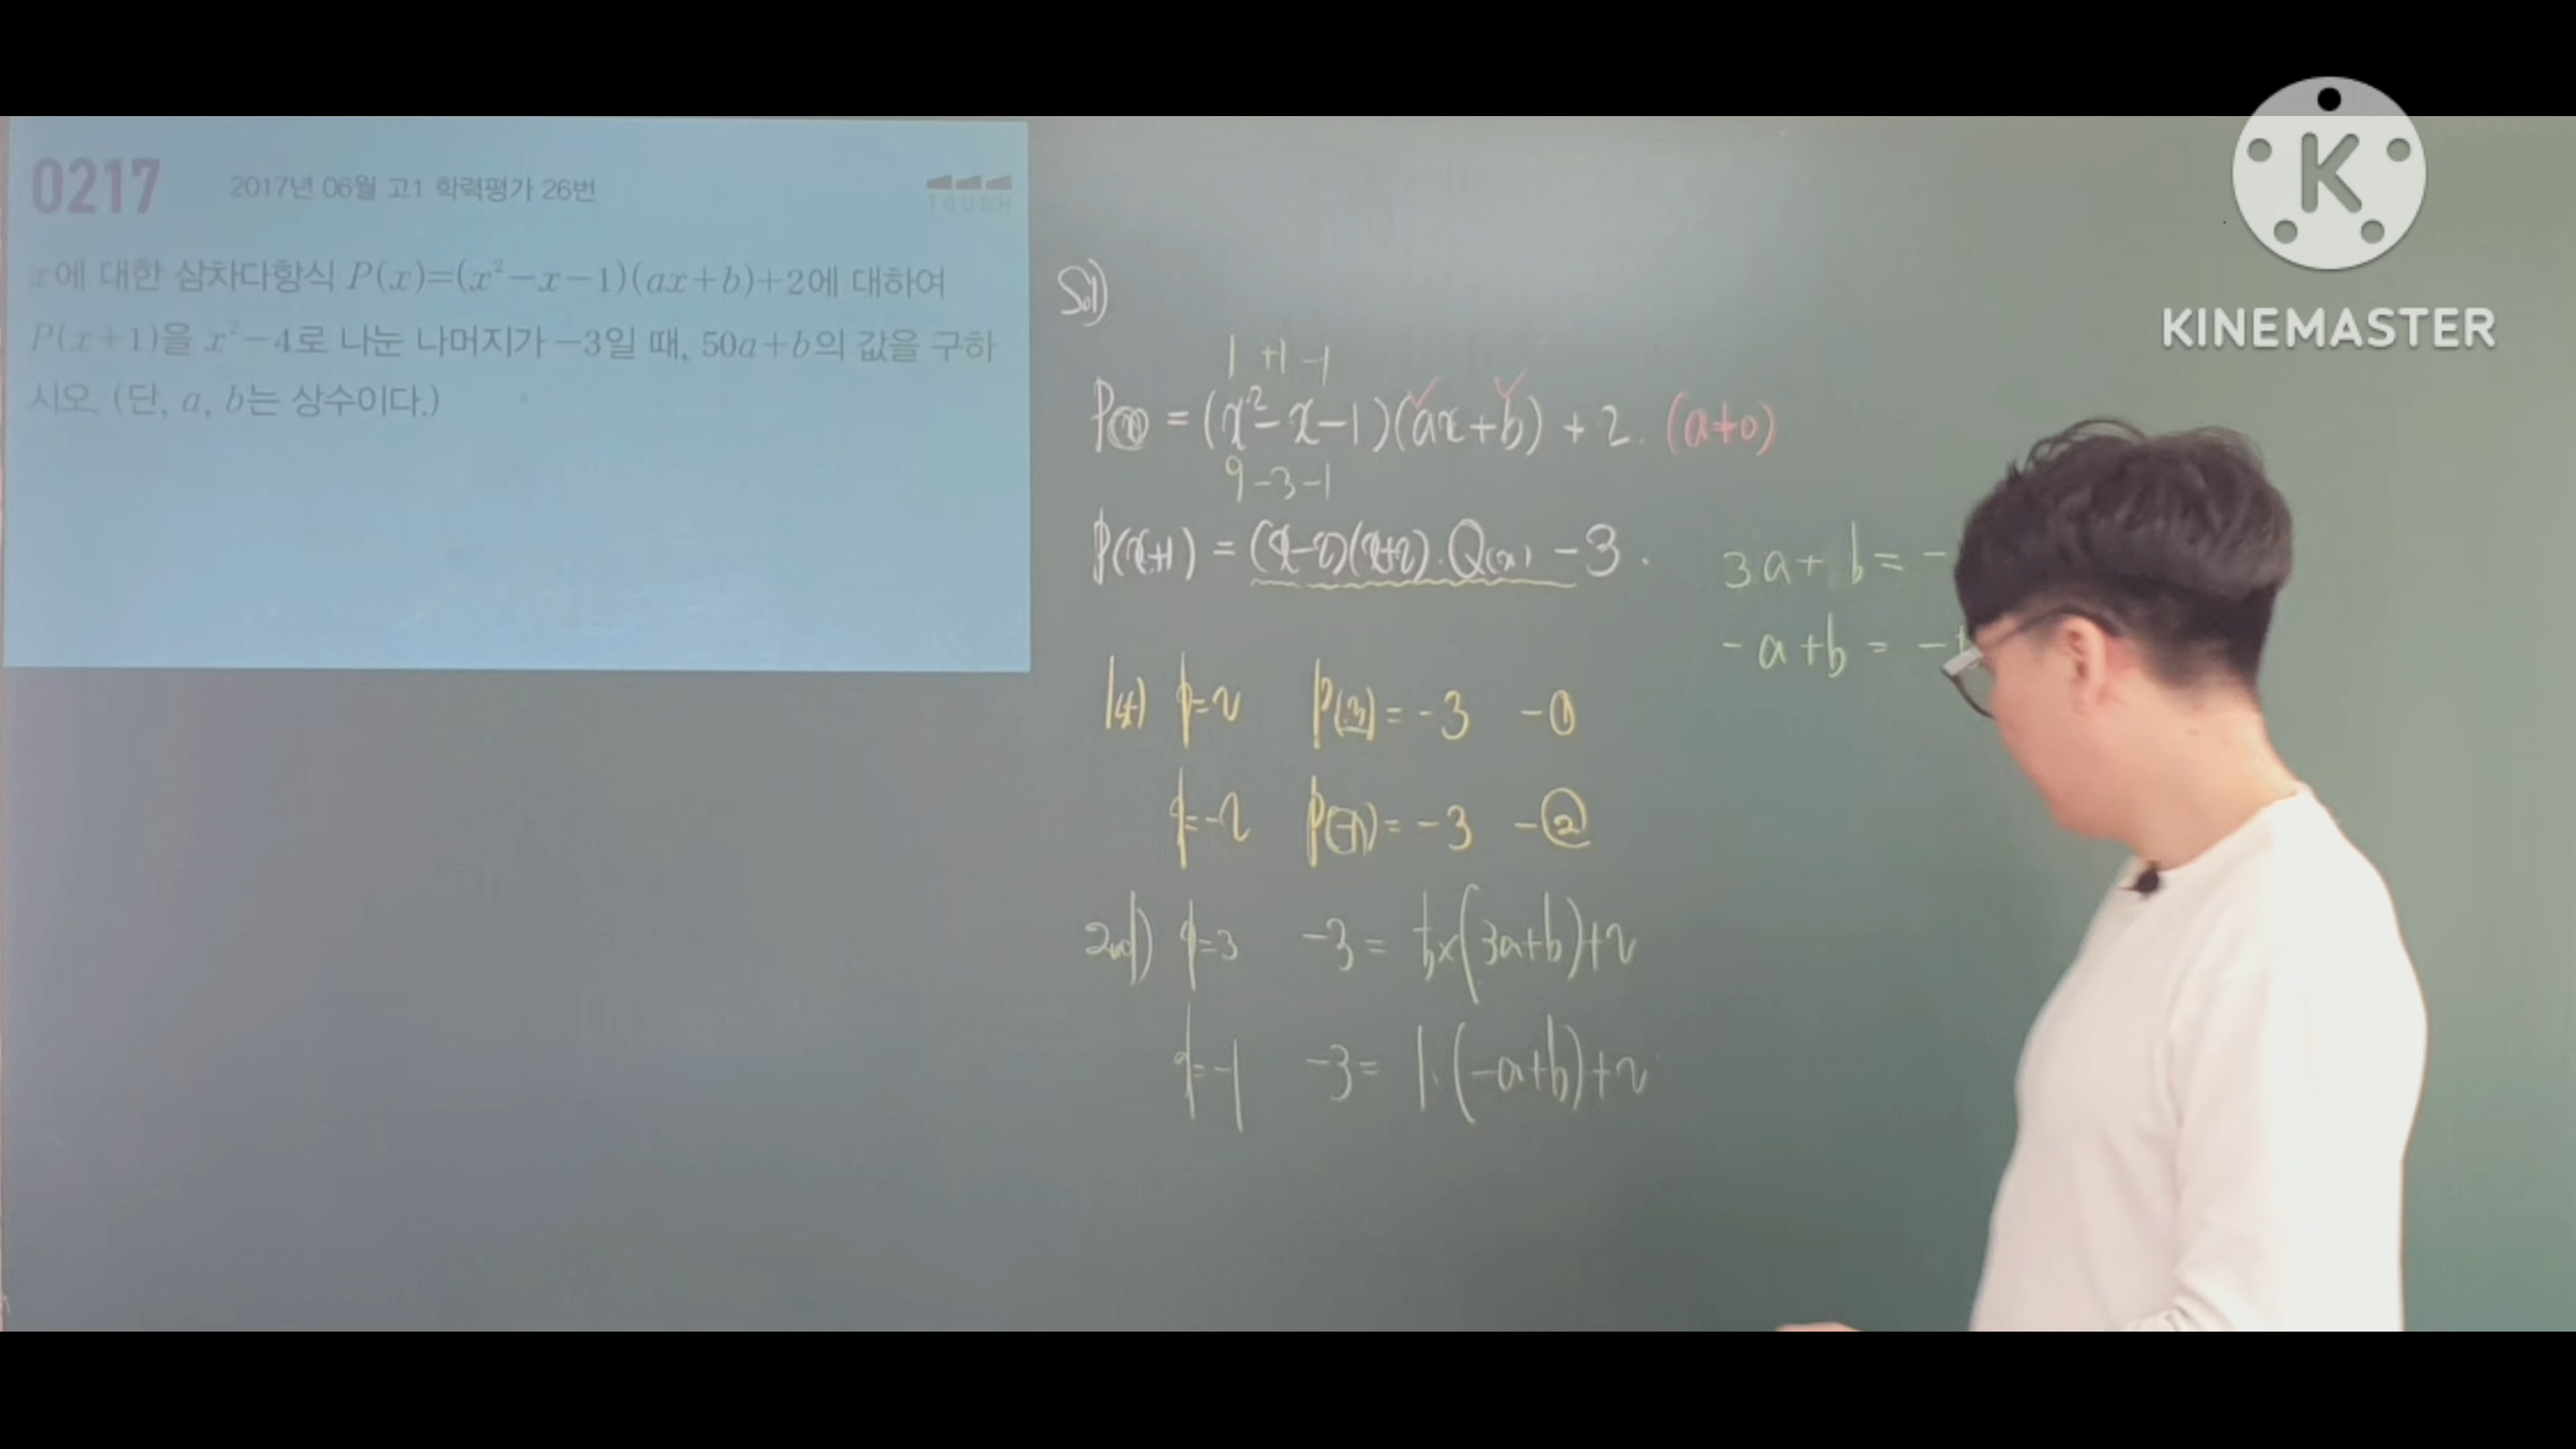 0217 2017년 06월 고1 학력평가 26번
TOUGH
x에 대한 삼차다항식 P(x)=(x²-x-1)(ax+b)+2에 대하여
P(x+1)을 x²-4로 나눈 나머지가 -3일 때, 50a+b의 값을 구하
시오. (단, a, b는 상수이다.)
Sol)
1 +1 -1
P(x) = (x²-x-1)(ax+b) + 2. (a≠0)
9-3-1
P(x+1) = (x-2)(x+2).Q(x) -3.
1st) x=2 P(3) = -3 -①
x=-2 P(-1) = -3 -②
2nd) x=3 -3 = 5×(3a+b)+2
x=-1 -3 = 1.(-a+b)+2
3a+b = -
-a+b = -5
K
KINEMASTER